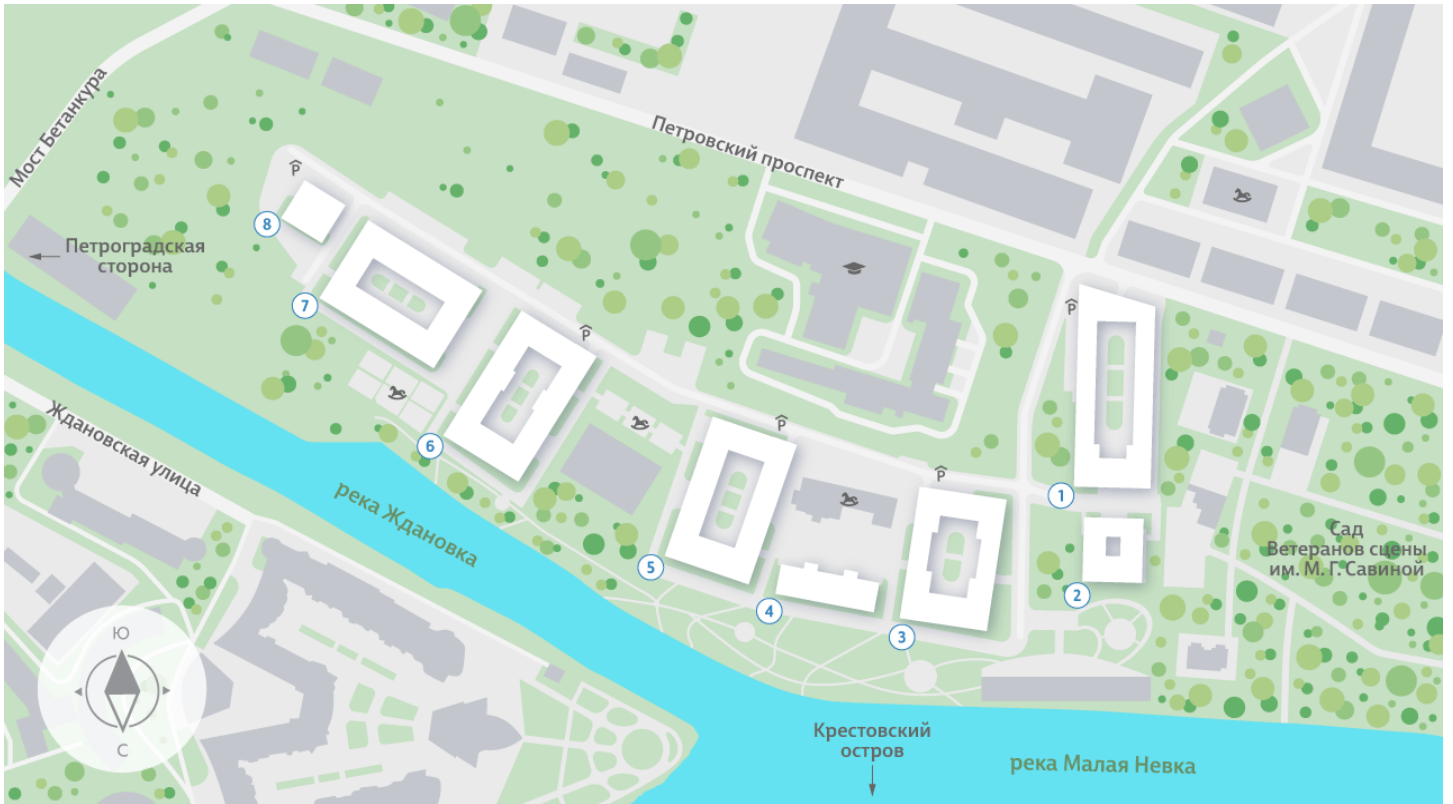 Мост Бетанкура
Петровский проспект
Р
8
Петроградская
сторона
7
Р
Р
6
Р
Р
1
Ждановская улица
река Ждановка
Сад
Ветеранов сцены
им. М. Г. Савиной
5
4
2
3
Ю
С
Крестовский
остров
река Малая Невка